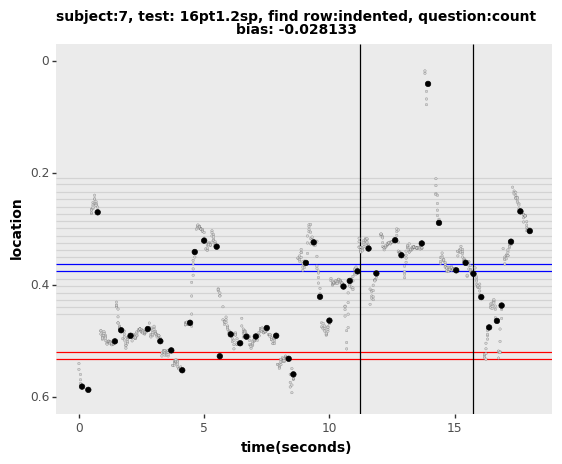 subject:7, test: 16pt1.2sp, find row:indented, question:count
bias: -0.028133
0
0.2
0.4
0.6
location
0
5
10
15
time(seconds)